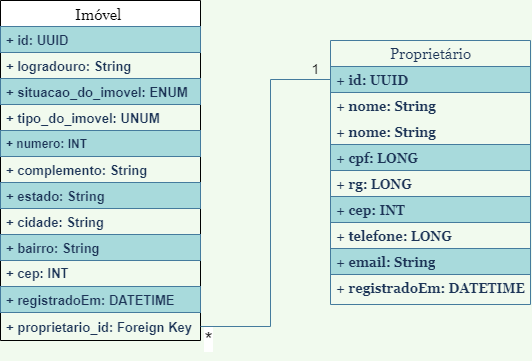 Imóvel
+ id: UUID
+ logradouro: String
+ situacao_do_imovel: ENUM
+ tipo_do_imovel: UNUM
+ numero: INT
+ complemento: String
+ estado: String
+ cidade: String
+ bairro: String
+ cep: INT
+ registradoEm: DATETIME
+ proprietario_id: Foreign Key
*
1
Proprietário
+ id: UUID
+ nome: String
+ nome: String
+ cpf: LONG
+ rg: LONG
+ cep: INT
+ telefone: LONG
+ email: String
+ registradoEm: DATETIME